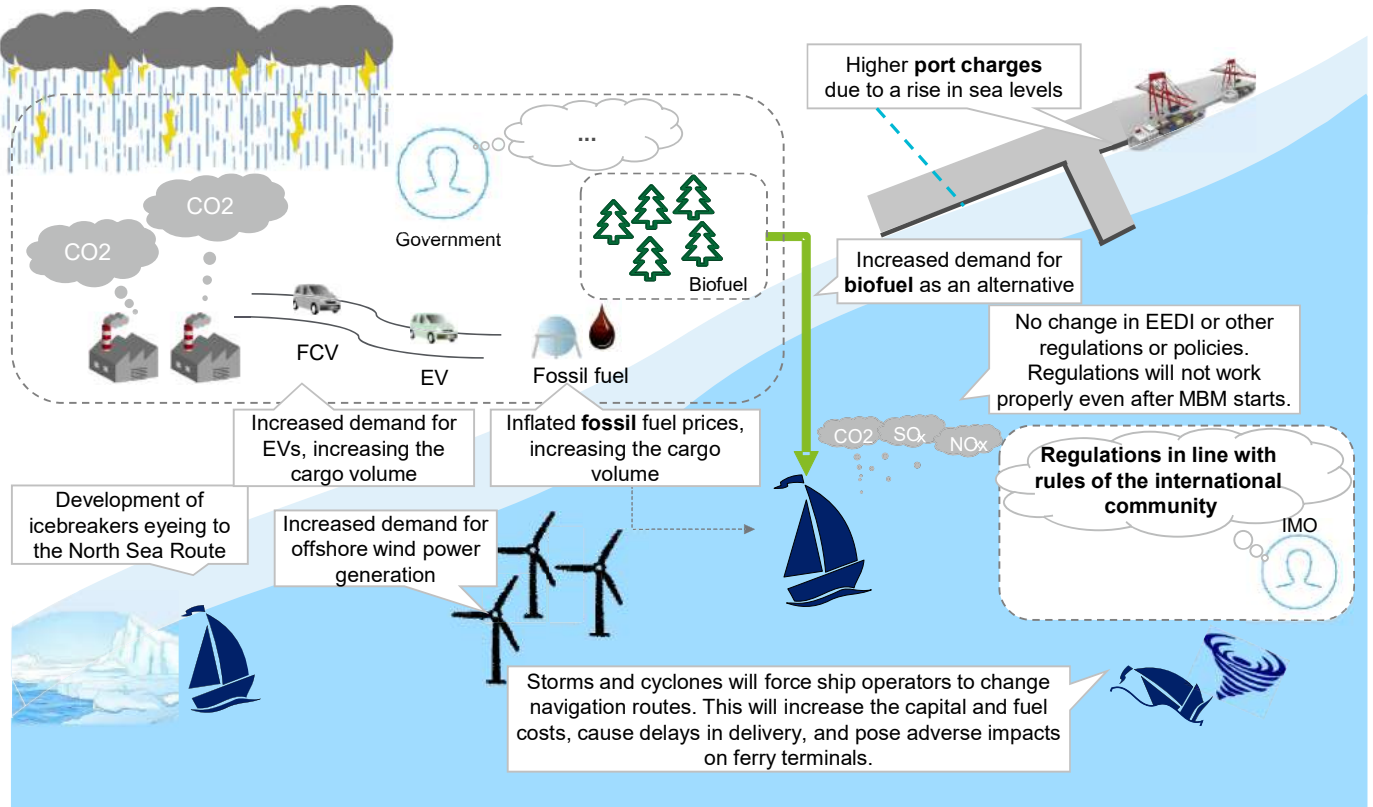 Higher port charges
due to a rise in sea levels
...
CO2
CO2
Government
Biofuel
FCV
EV
Fossil fuel
Increased demand for
biofuel as an alternative
No change in EEDI or other
regulations or policies.
Regulations will not work
properly even after MBM starts.
Increased demand for
EVs, increasing the
cargo volume
Inflated fossil fuel prices,
increasing the cargo
volume
CO2
SOx
NOx
Regulations in line with
rules of the international
community
IMO
Development of
icebreakers eyeing to
the North Sea Route
Increased demand for
offshore wind power
generation
Storms and cyclones will force ship operators to change
navigation routes. This will increase the capital and fuel
costs, cause delays in delivery, and pose adverse impacts
on ferry terminals.